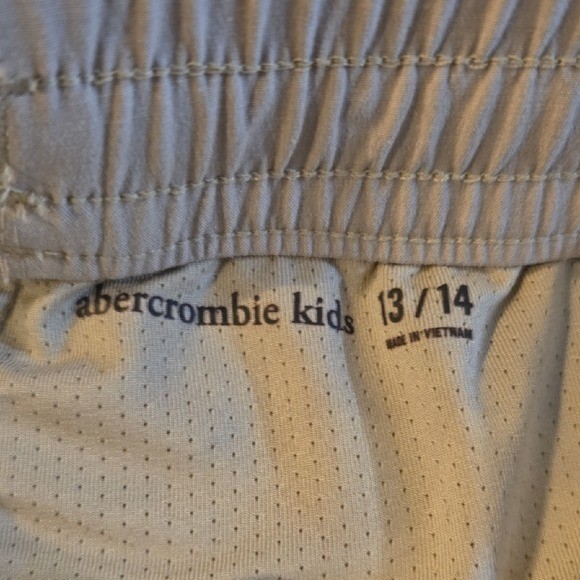 abercrombie kids 13 / 14
MADE IN VIETNAM